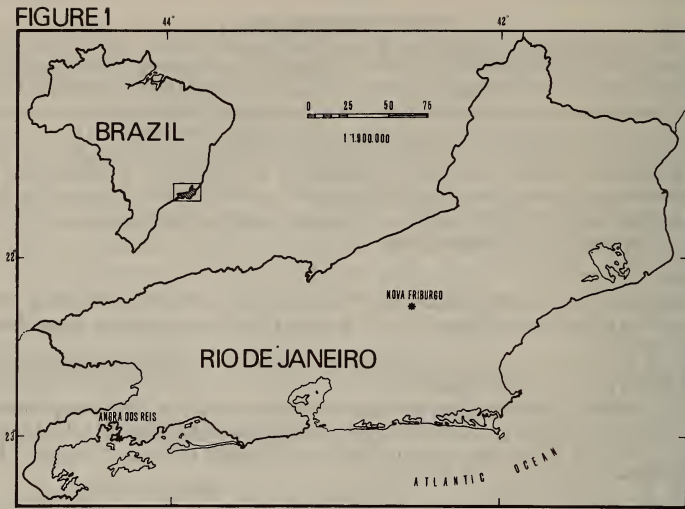 FIGURE 1
44°
42°
BRAZIL
0 25 50 75
1:1.900.000
22°
NOVA FRIBURGO
RIO DE JANEIRO
ANGRA DOS REIS
23°
ATLANTIC OCEAN